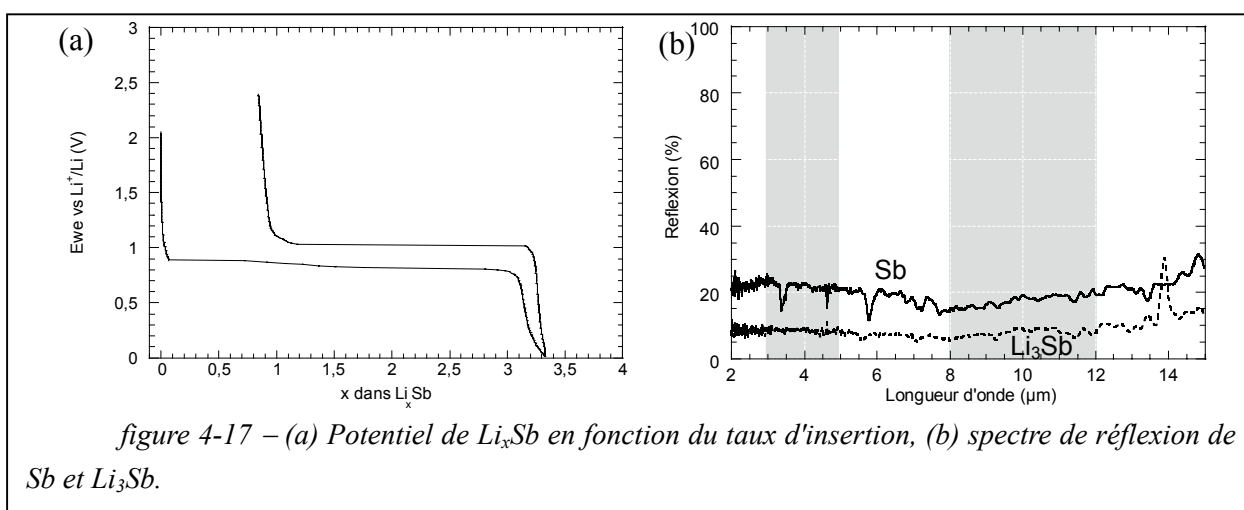 (a)
3
2,5
2
1,5
1
0,5
0
Ewe vs Li+/Li (V)
0 0,5 1 1,5 2 2,5 3 3,5 4
x dans LixSb
(b)
100
80
60
40
20
0
Reflexion (%)
Sb
Li3Sb
2 4 6 8 10 12 14
Longueur d'onde (µm)
figure 4-17 – (a) Potentiel de LixSb en fonction du taux d'insertion, (b) spectre de réflexion de
Sb et Li3Sb.